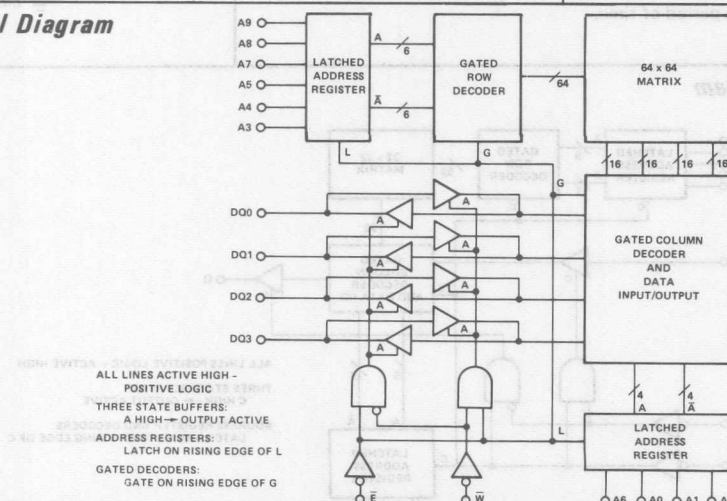 l Diagram
A9
A8
A7
A5
A4
A3
LATCHED
ADDRESS
REGISTER
A
6
Ā
6
GATED
ROW
DECODER
64
64 x 64
MATRIX
L
G
G
16
16
16
16
DQ0
DQ1
DQ2
DQ3
A
A
A
A
A
A
A
A
GATED COLUMN
DECODER
AND
DATA
INPUT/OUTPUT
4
A
4
Ā
L
LATCHED
ADDRESS
REGISTER
ALL LINES ACTIVE HIGH –
POSITIVE LOGIC
THREE STATE BUFFERS:
A HIGH → OUTPUT ACTIVE
ADDRESS REGISTERS:
LATCH ON RISING EDGE OF L
GATED DECODERS:
GATE ON RISING EDGE OF G
E̅
W̅
A6
A0
A1